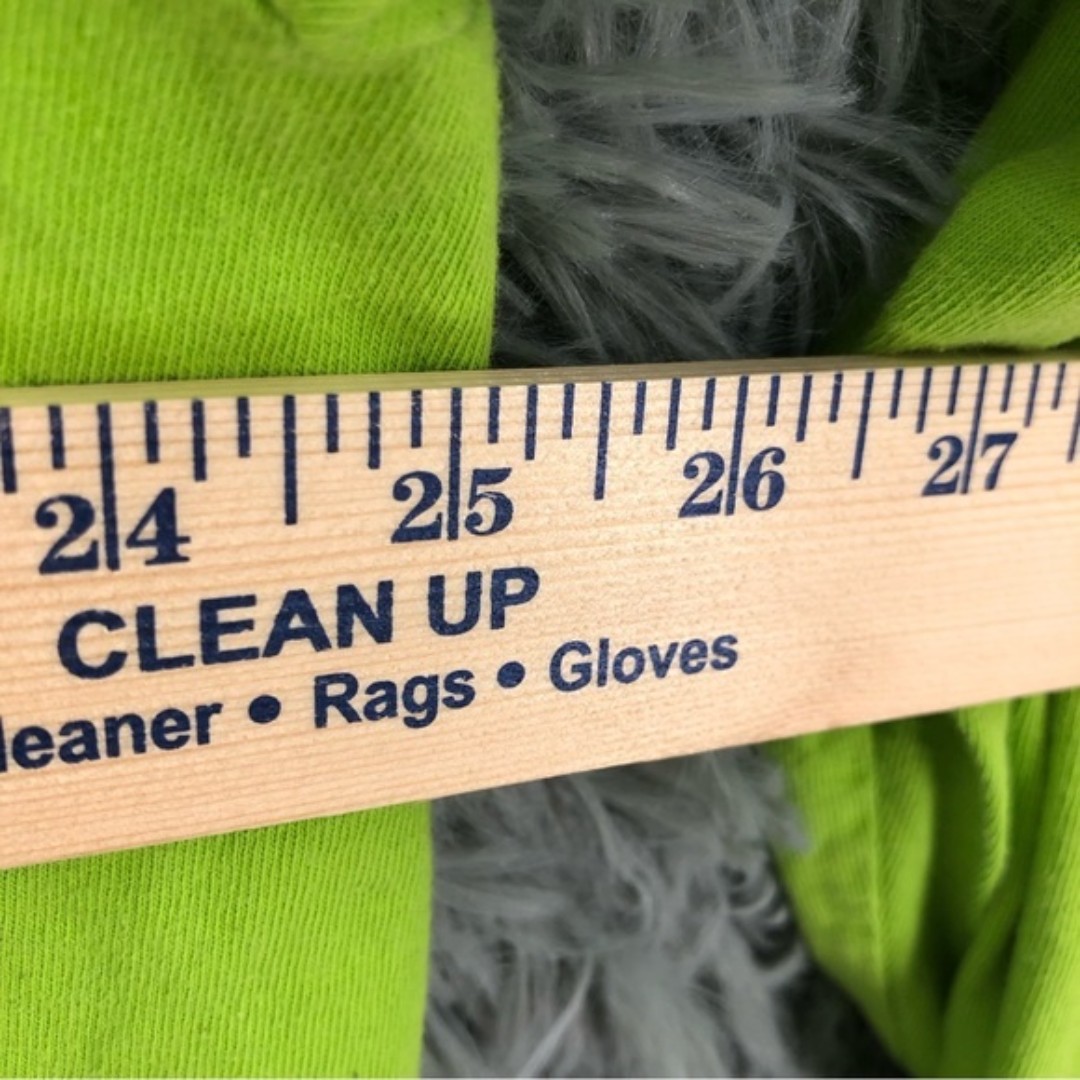 24 25 26 27
CLEAN UP
leaner • Rags • Gloves